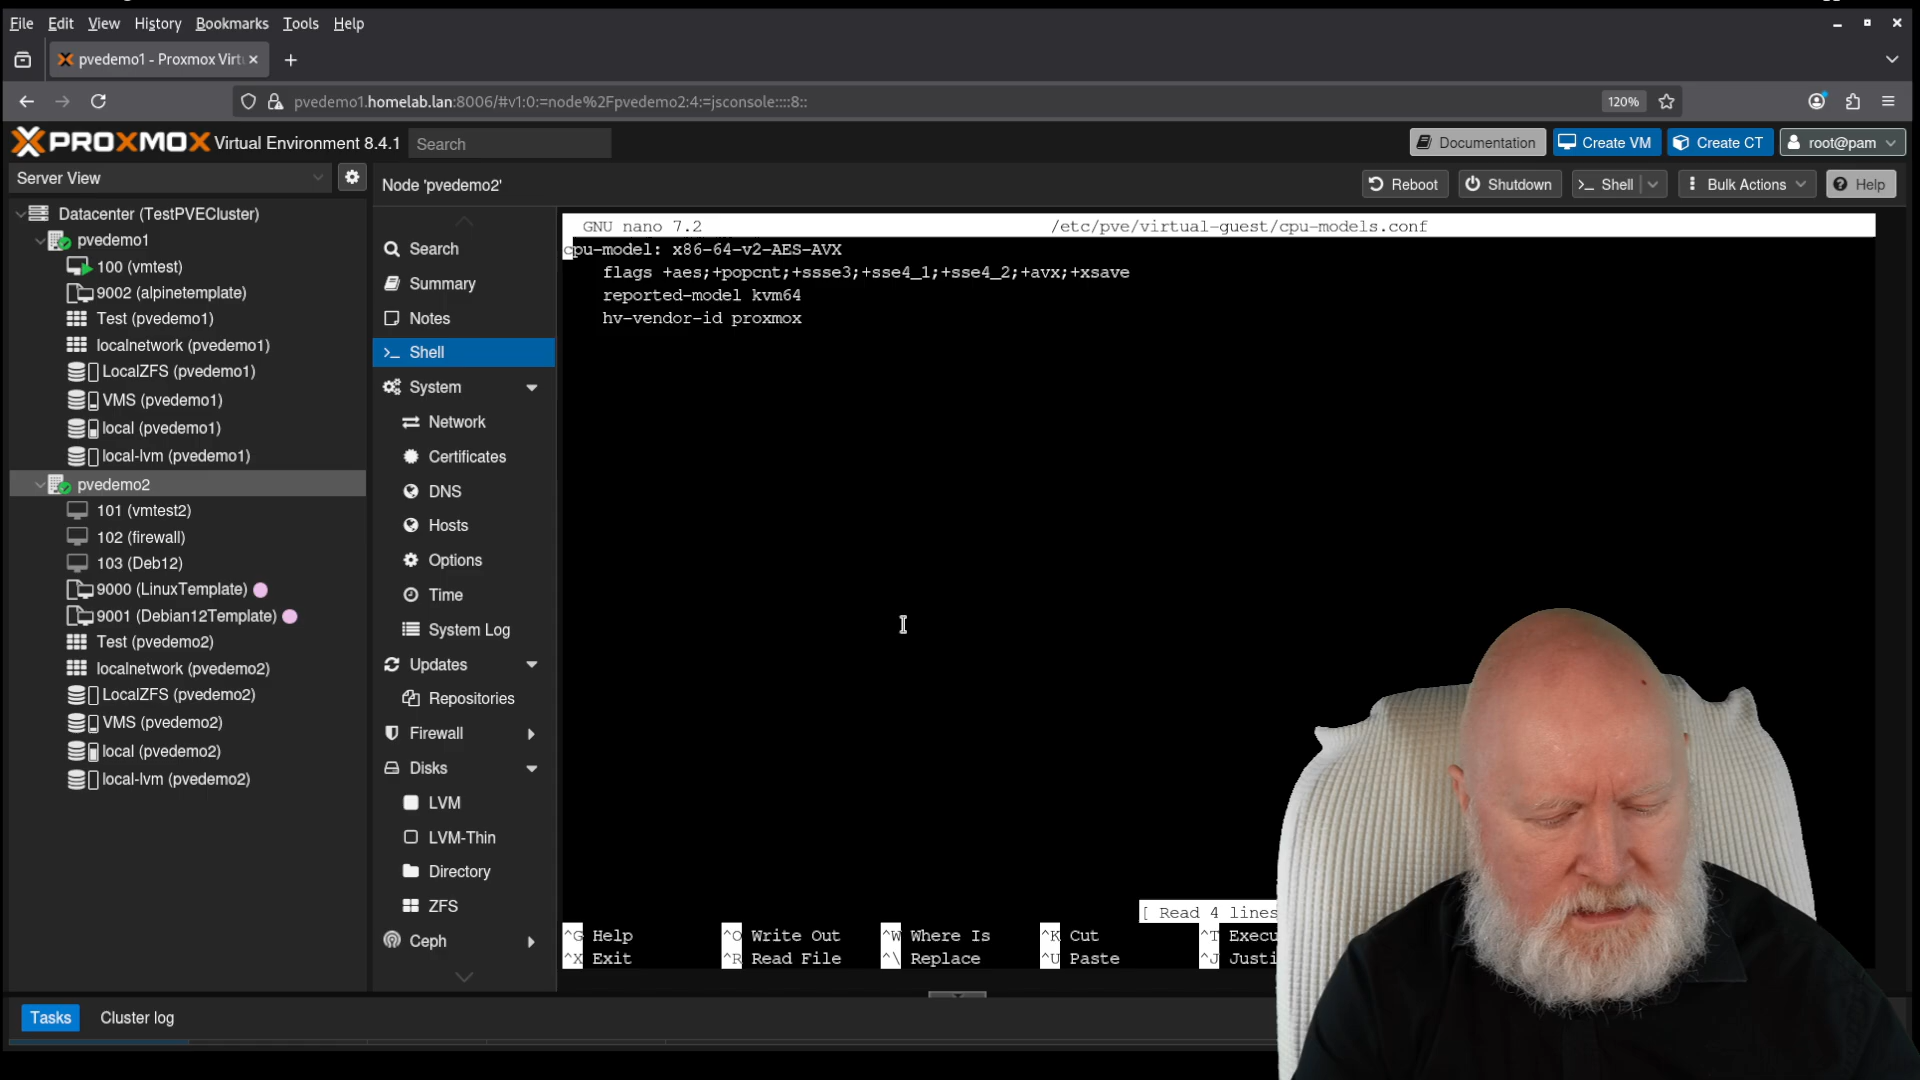 File Edit View History Bookmarks Tools Help
pvedemo1 - Proxmox Virt
pvedemo1.homelab.lan:8006/#v1:0:=node%2Fpvedemo2:4:=jsconsole::::8::
120%
PROXMOX Virtual Environment 8.4.1
Search
Documentation
Create VM
Create CT
root@pam
Server View
Node 'pvedemo2'
Reboot
Shutdown
Shell
Bulk Actions
Help
Datacenter (TestPVECluster)
pvedemo1
100 (vmtest)
9002 (alpinetemplate)
Test (pvedemo1)
localnetwork (pvedemo1)
LocalZFS (pvedemo1)
VMS (pvedemo1)
local (pvedemo1)
local-lvm (pvedemo1)
pvedemo2
101 (vmtest2)
102 (firewall)
103 (Deb12)
9000 (LinuxTemplate)
9001 (Debian12Template)
Test (pvedemo2)
localnetwork (pvedemo2)
LocalZFS (pvedemo2)
VMS (pvedemo2)
local (pvedemo2)
local-lvm (pvedemo2)
Search
Summary
Notes
Shell
System
Network
Certificates
DNS
Hosts
Options
Time
System Log
Updates
Repositories
Firewall
Disks
LVM
LVM-Thin
Directory
ZFS
Ceph
GNU nano 7.2 /etc/pve/virtual-guest/cpu-models.conf
cpu-model: x86-64-v2-AES-AVX
flags +aes;+popcnt;+ssse3;+sse4_1;+sse4_2;+avx;+xsave
reported-model kvm64
hv-vendor-id proxmox
[ Read 4 lines
^G Help ^O Write Out ^W Where Is ^K Cut ^T Execu
^X Exit ^R Read File ^\ Replace ^U Paste ^J Justi
Tasks
Cluster log